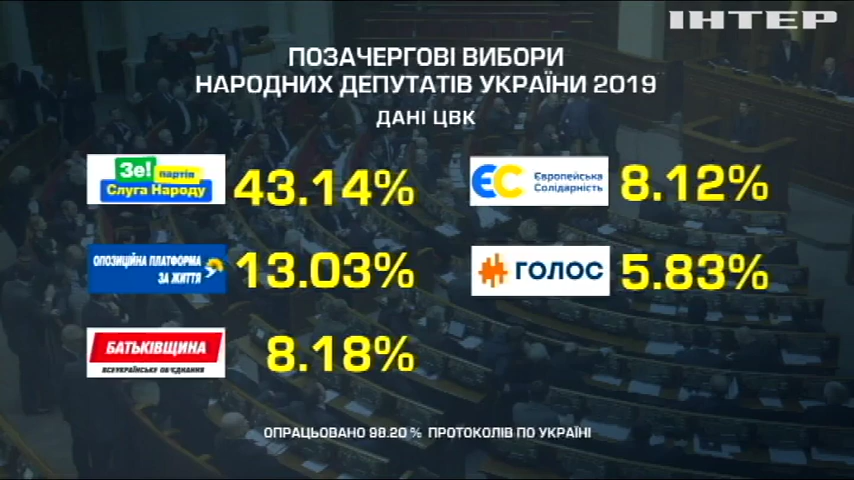 ІНТЕР
ПОЗАЧЕРГОВІ ВИБОРИ
НАРОДНИХ ДЕПУТАТІВ УКРАЇНИ 2019
ДАНІ ЦВК
Зе! партія
Слуга Народу
43.14%
ЄС Європейська
Солідарність
8.12%
ОПОЗИЦІЙНА ПЛАТФОРМА
ЗА ЖИТТЯ
13.03%
ГОЛОС
5.83%
БАТЬКІВЩИНА
ВСЕУКРАЇНСЬКЕ ОБ'ЄДНАННЯ
8.18%
ОПРАЦЬОВАНО 98.20 % ПРОТОКОЛІВ ПО УКРАЇНІ